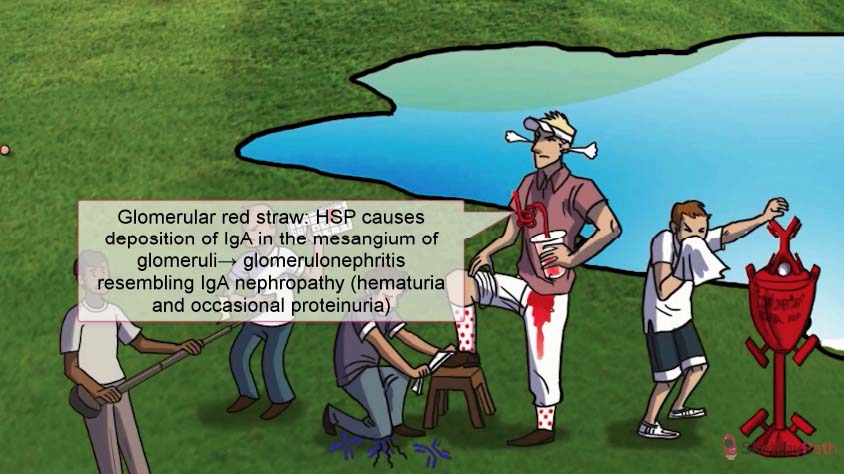 Glomerular red straw: HSP causes
deposition of IgA in the mesangium of
glomeruli→ glomerulonephritis
resembling IgA nephropathy (hematuria
and occasional proteinuria)